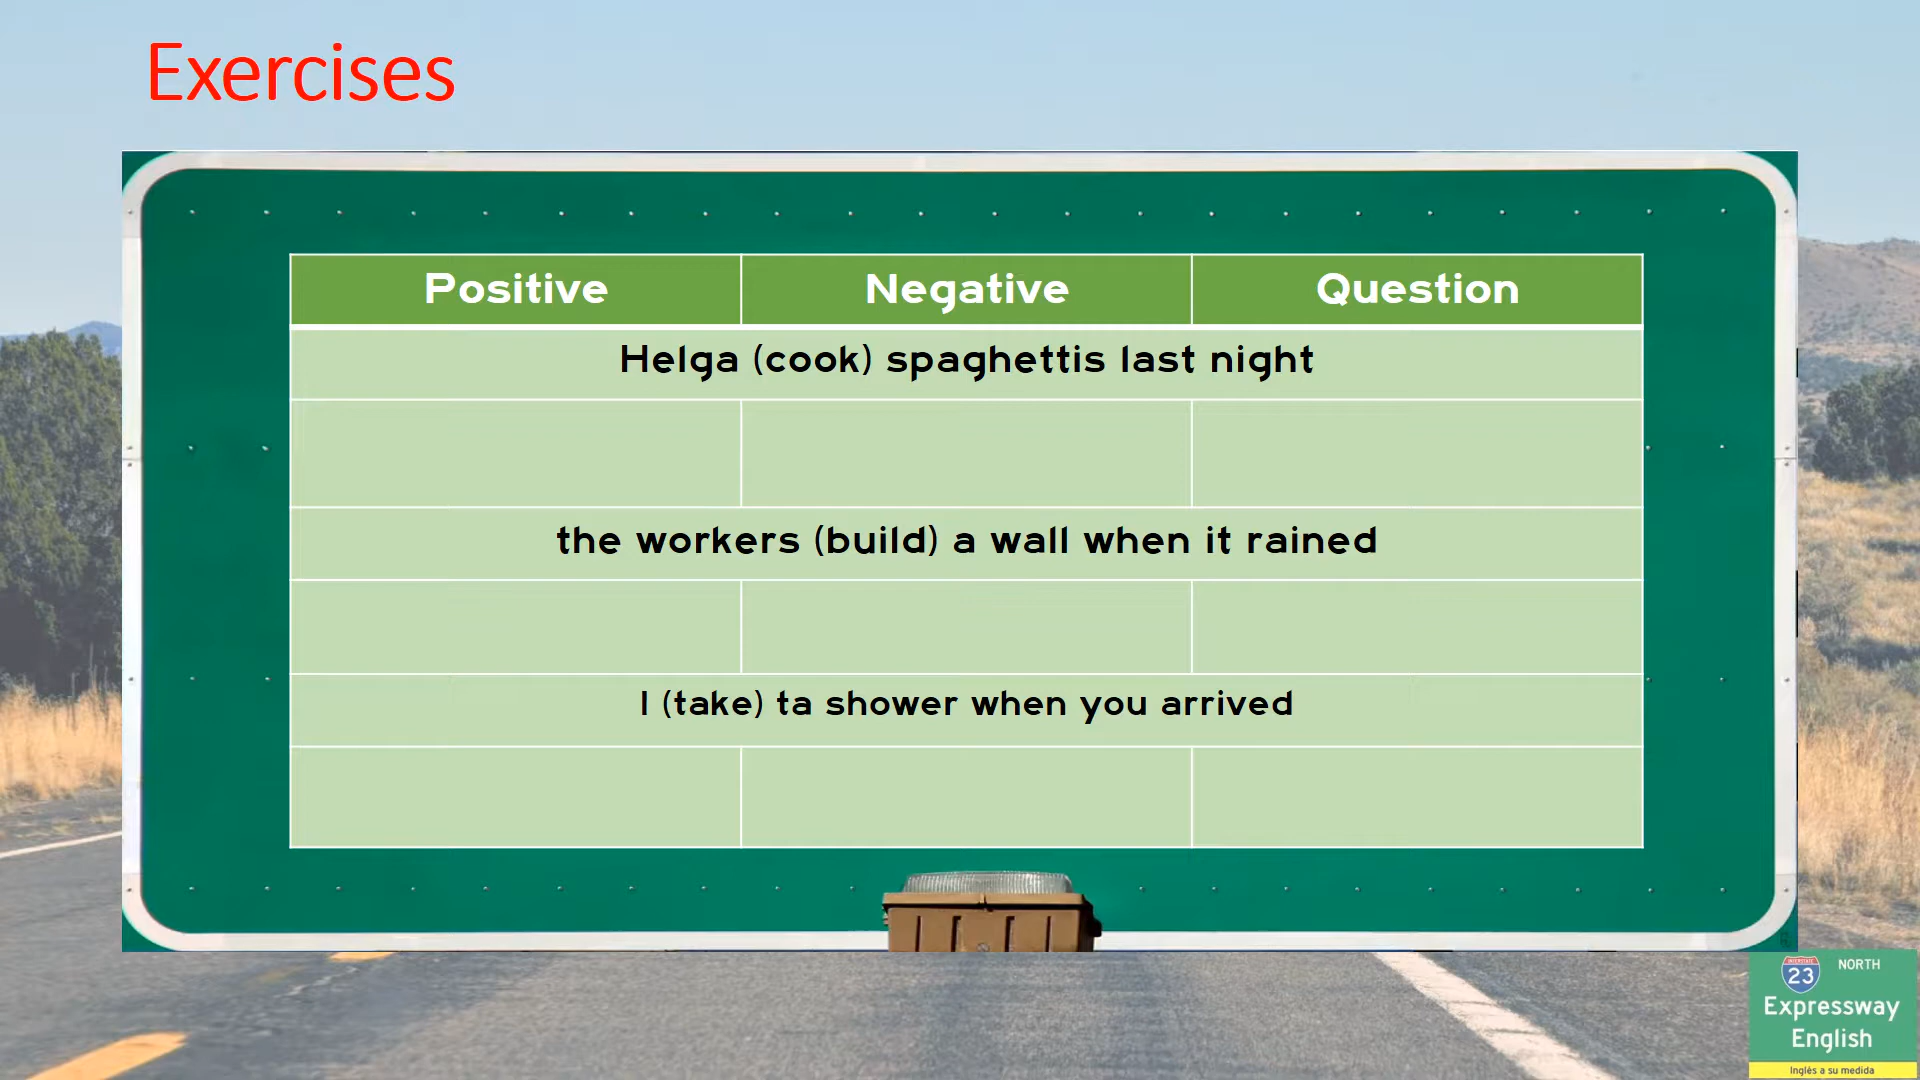 Exercises
Positive Negative Question
Helga (cook) spaghettis last night
the workers (build) a wall when it rained
I (take) ta shower when you arrived
INTERSTATE
23
NORTH
Expressway
English
Inglés a su medida